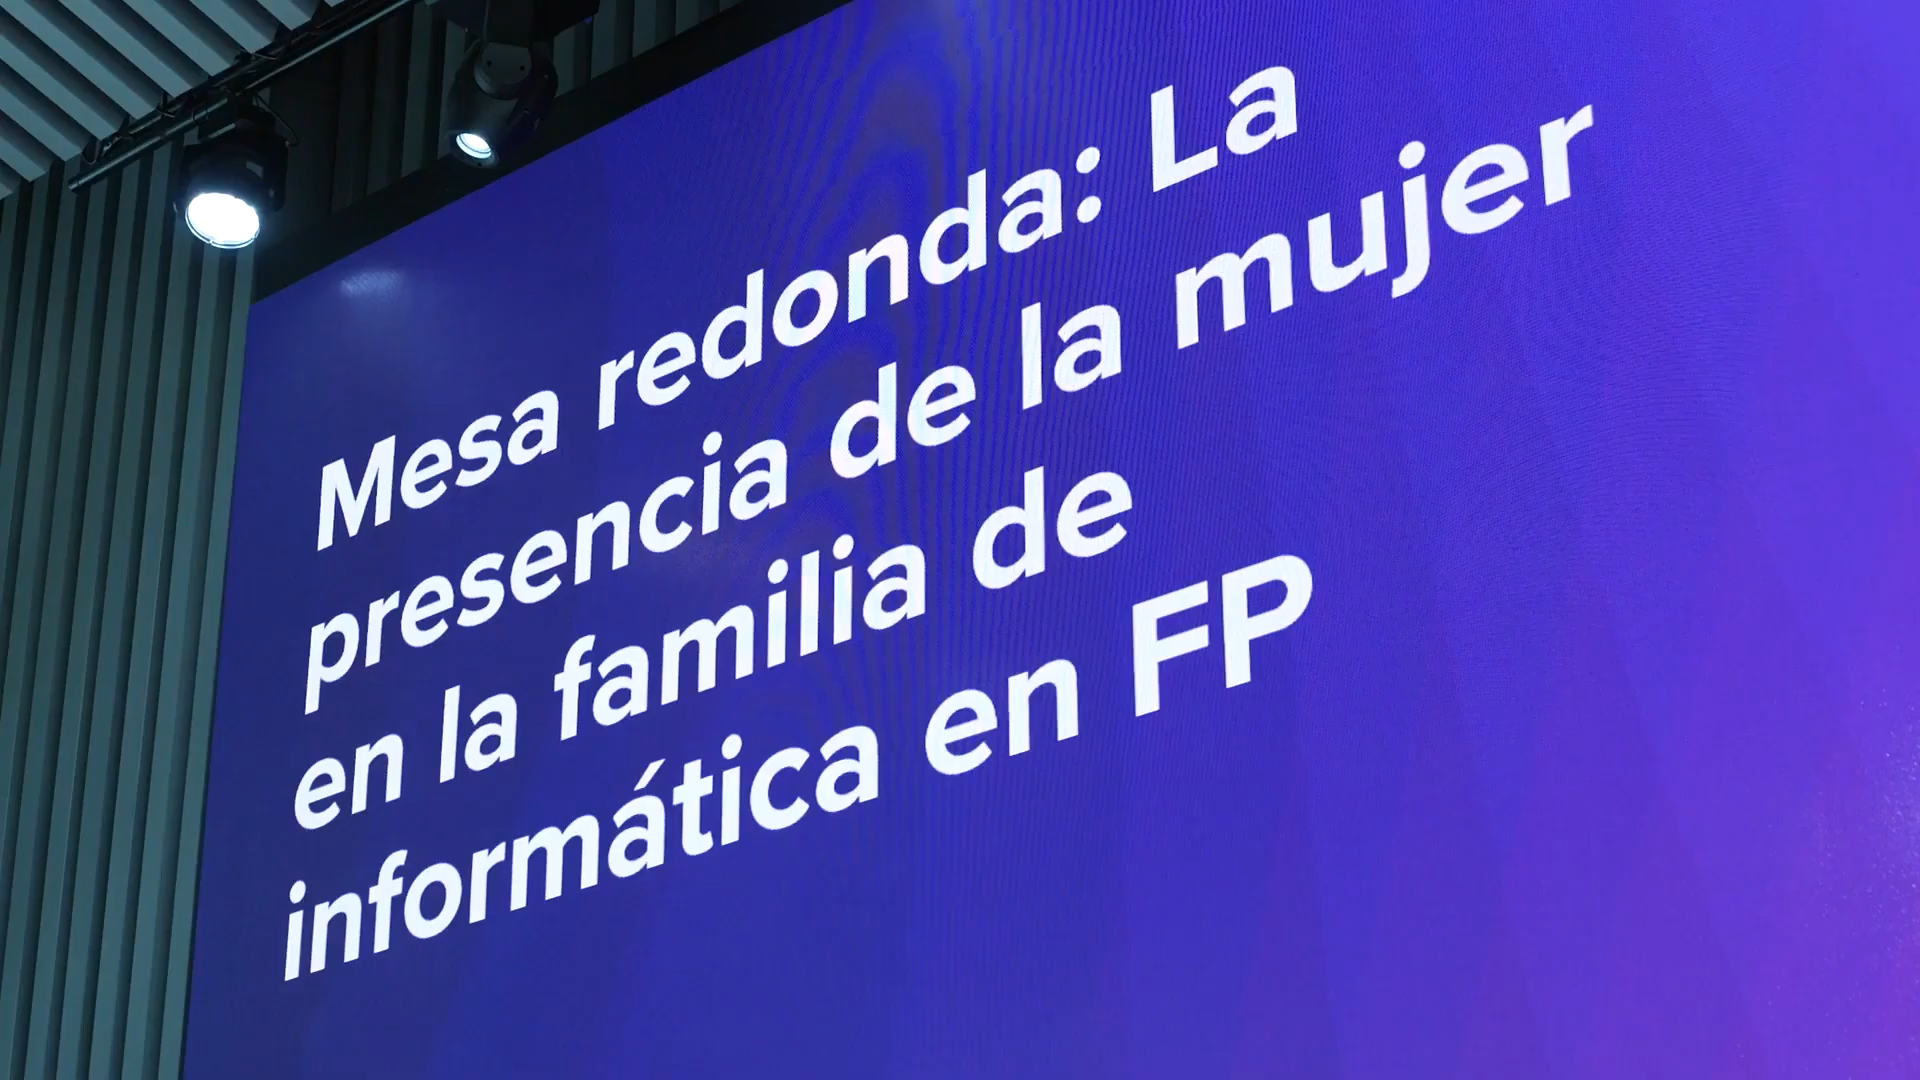 Mesa redonda: La
presencia de la mujer
en la familia de
informática en FP